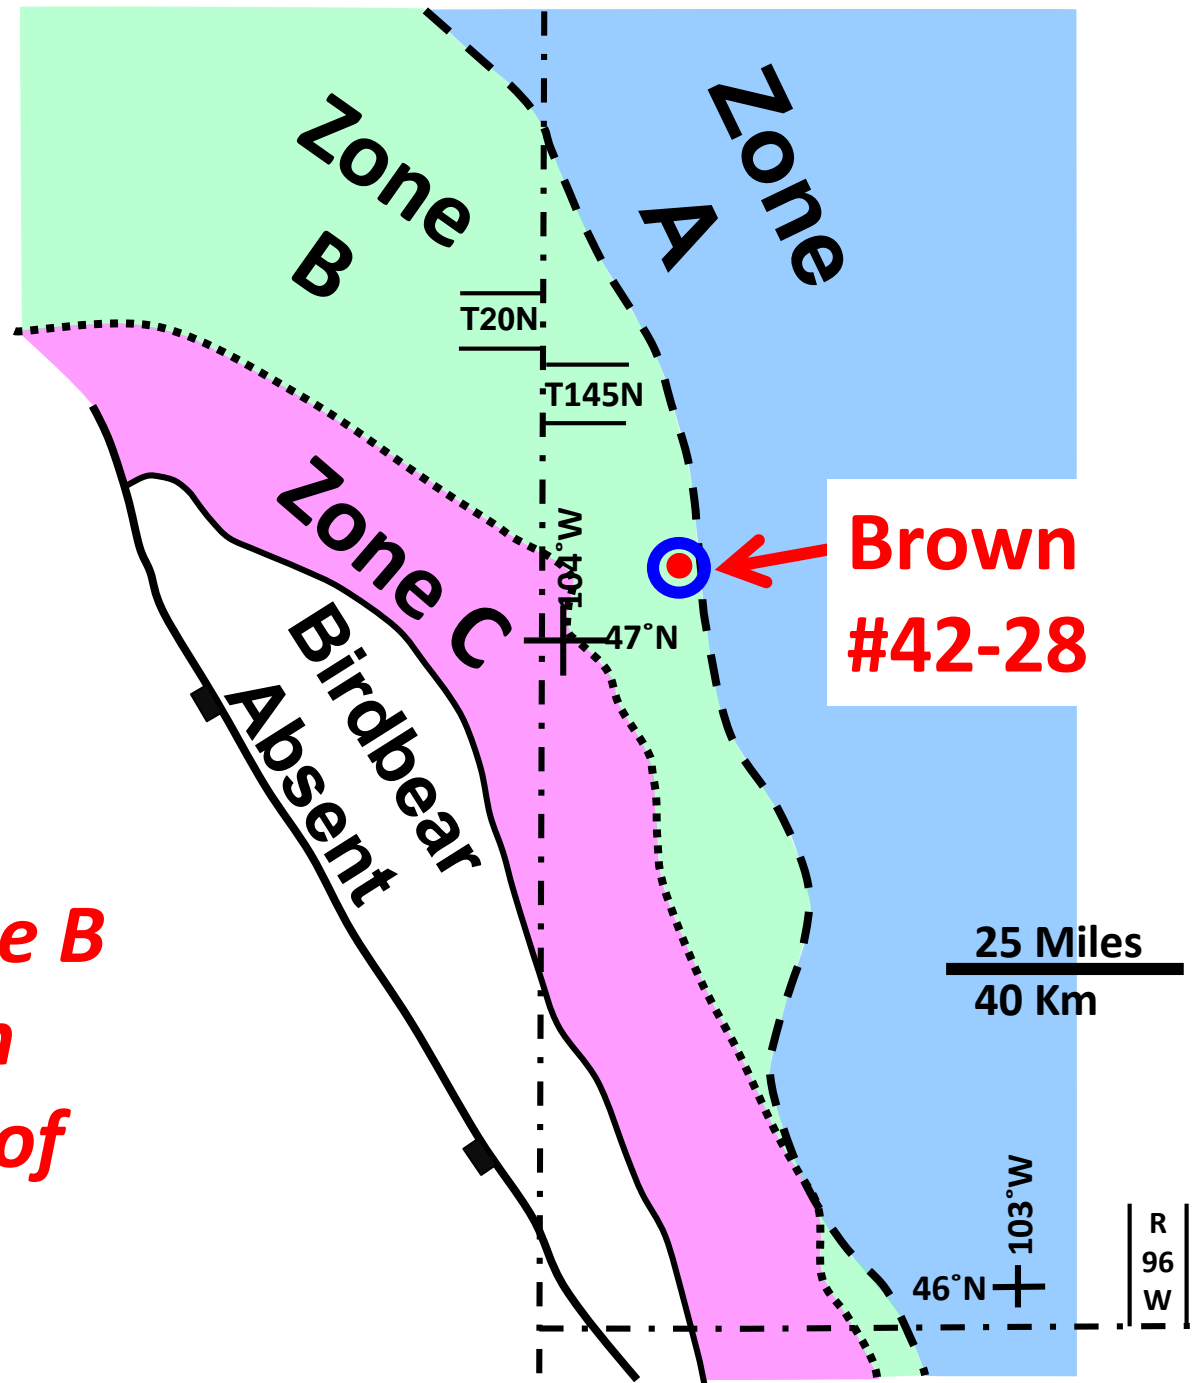 Zone
A
Zone
B
T20N
T145N
Zone C
104°W
47°N
Brown
#42-28
Birdbear
Absent
e B
of
25 Miles
40 Km
103°W
46°N
R
96
W